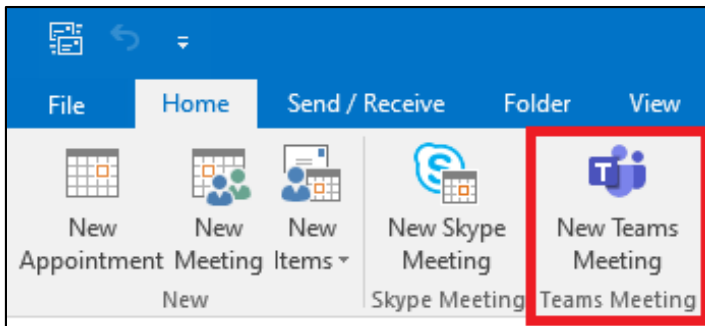 File Home Send / Receive Folder View
New Appointment
New Meeting
New Items
New Skype Meeting
T
New Teams Meeting
New
Skype Meeting
Teams Meeting